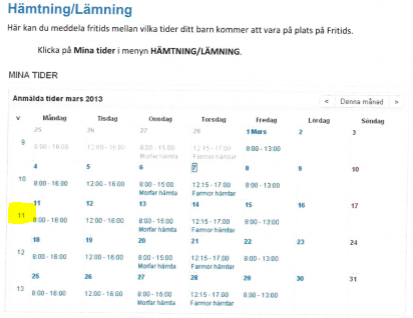 Hämtning/Lämning
Här kan du meddela fritids mellan vilka tider ditt barn kommer att vara på plats på Fritids.
Klicka på Mina tider i menyn HÄMTNING/LÄMNING.
MINA TIDER
Anmälda tider mars 2013 < Denna månad >
v Måndag Tisdag Onsdag Torsdag Fredag Lördag Söndag
25 26 27 28 1 Mars 2 3
9 8:00 - 16:00 12:00 - 16:00 8:00 - 15:00 12:15 - 17:00 8:00 - 13:00
Morfar hämta Farmor hämtar
4 5 6 7 8 9 10
10 8:00 - 16:00 12:00 - 16:00 8:00 - 15:00 12:15 - 17:00 8:00 - 13:00
Morfar hämta Farmor hämtar
11 12 13 14 15 16 17
11 8:00 - 16:00 12:00 - 16:00 8:00 - 15:00 12:15 - 17:00 8:00 - 13:00
Morfar hämta Farmor hämtar
18 19 20 21 22 23 24
12 8:00 - 16:00 12:00 - 16:00 8:00 - 15:00 12:15 - 17:00 8:00 - 13:00
Morfar hämta Farmor hämtar
25 26 27 28 29 30 31
13 8:00 - 16:00 12:00 - 16:00 8:00 - 15:00 12:15 - 17:00 8:00 - 13:00
Morfar hämta Farmor hämtar